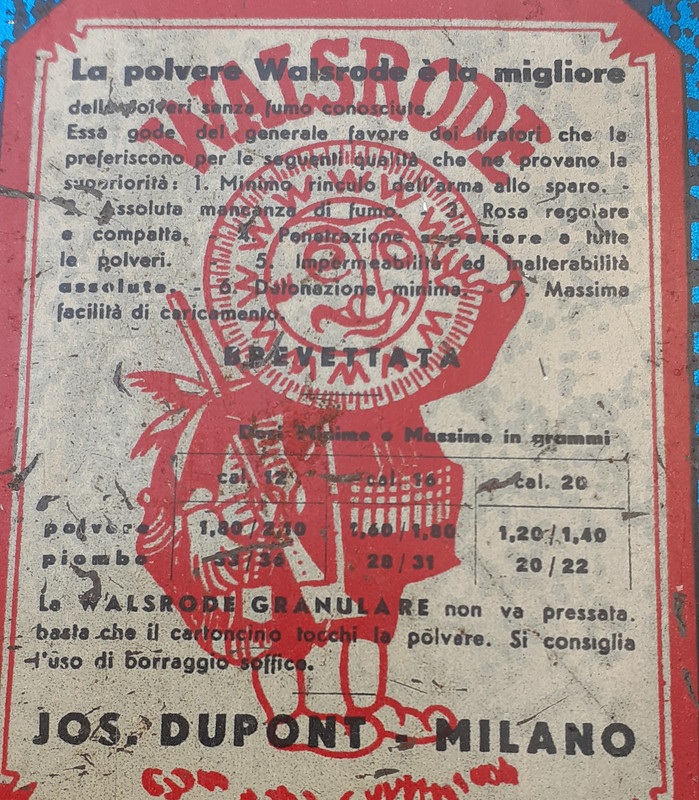 WALSRODE
La polvere Walsrode è la migliore
delle polveri senza fumo conosciute.
Essa gode del generale favore dei tiratori che la
preferiscono per le seguenti qualità che ne provano la
superiorità: 1. Minimo rinculo dell'arma allo sparo. -
2. Assoluta mancanza di fumo. - 3. Rosa regolare
e compatta. 4. Penetrazione superiore a tutte
le polveri. 5. Impermeabilità ed inalterabilità
assoluta. - 6. Detonazione minima. - 7. Massima
facilità di caricamento.
BREVETTATA
Dosi Minime e Massime in grammi
cal. 12 cal. 16 cal. 20
polvere 1,80/2,10 1,60/1,80 1,20/1,40
piombo 33/36 28/31 20/22
La WALSRODE GRANULARE non va pressata.
basta che il cartoncino tocchi la polvere. Si consiglia
l'uso di borraggio soffice.
JOS. DUPONT - MILANO